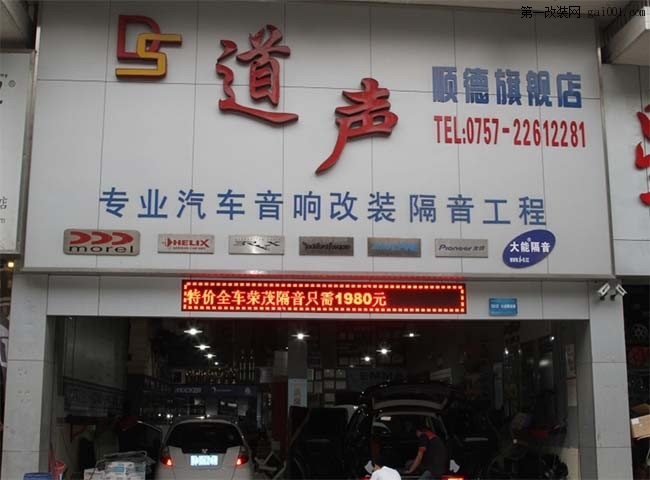 第一改装网 gai001.com
DS
道声
顺德旗舰店
TEL:0757-22612281
专业汽车音响改装隔音工程
morel
HELIX
Rockford Fosgate
Pioneer
大能隔音
特价全车荣茂隔音只需1980元